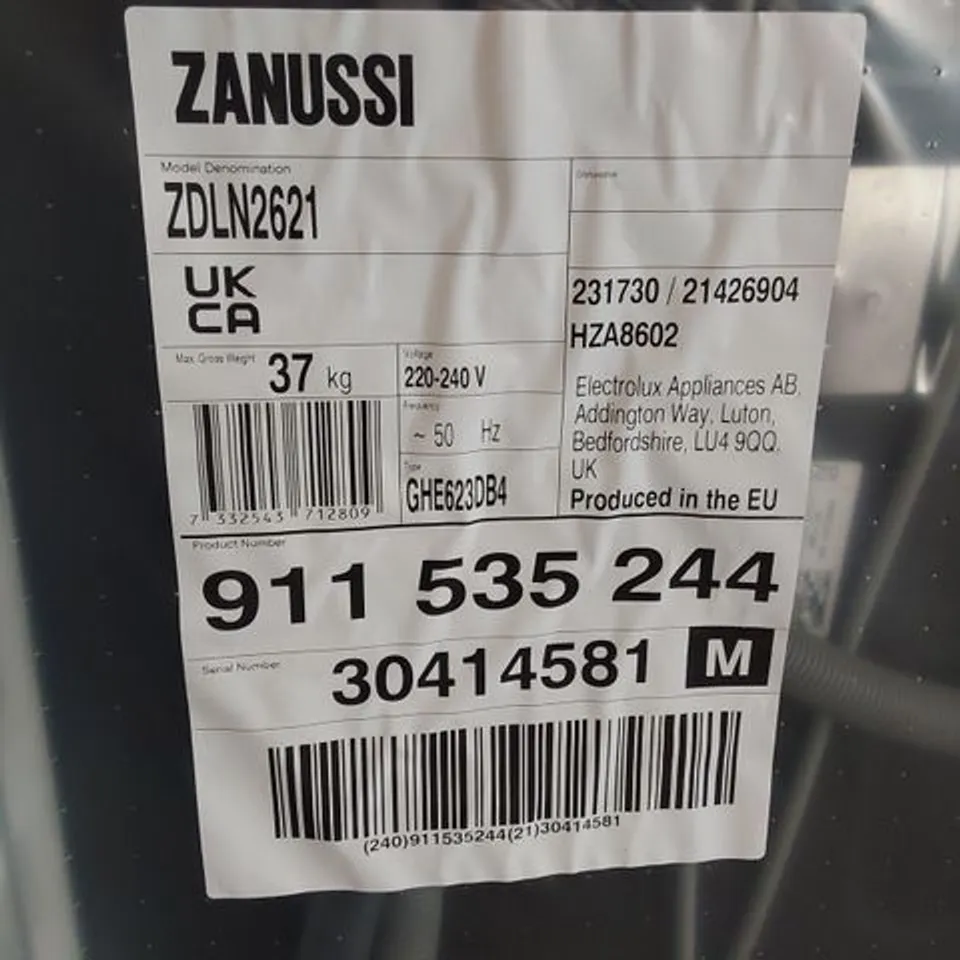 ZANUSSI
Model Denomination
ZDLN2621
Dishwasher
UK
CA
231730 / 21426904
HZA8602
Max. Gross Weight 37 kg
Voltage
220-240 V
Frequency
~ 50 Hz
Type
GHE623DB4
Electrolux Appliances AB,
Addington Way, Luton,
Bedfordshire, LU4 9QQ,
UK
Produced in the EU
7 332543 712809
Product Number
911 535 244
Serial Number
30414581 M
(240)911535244(21)30414581